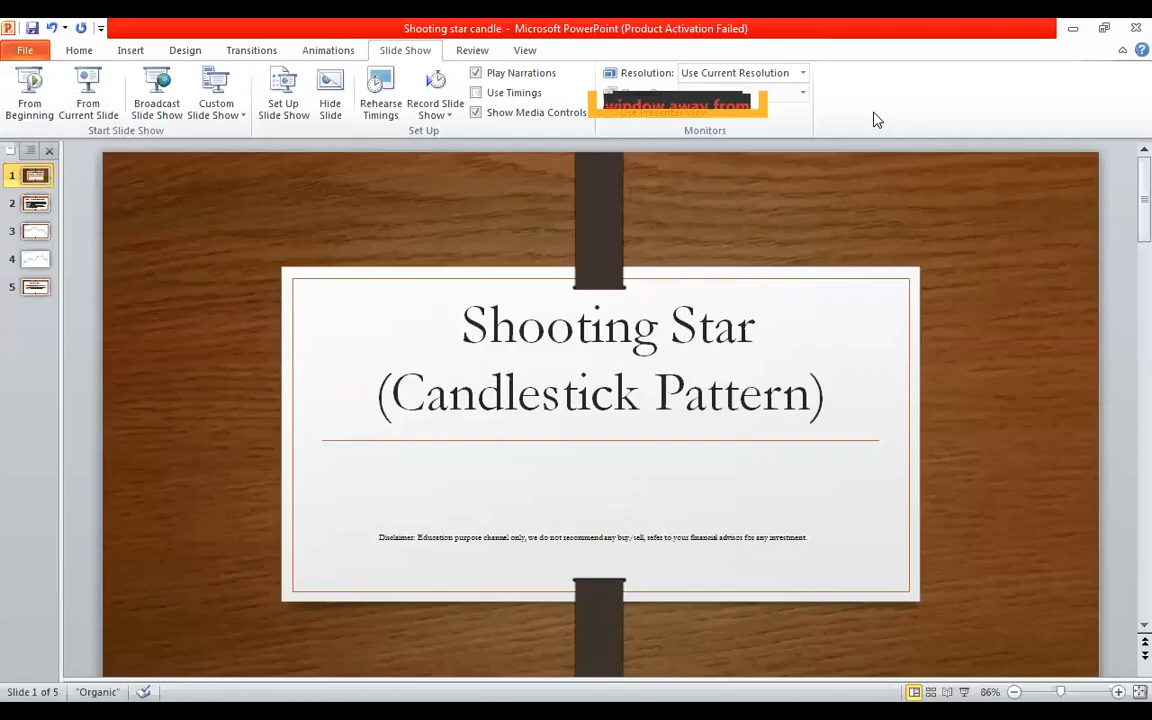 Shooting star candle - Microsoft PowerPoint (Product Activation Failed)
File Home Insert Design Transitions Animations Slide Show Review View
From Beginning
From Current Slide
Broadcast Slide Show
Custom Slide Show
Set Up Slide Show
Hide Slide
Rehearse Timings
Record Slide Show
Play Narrations
Use Timings
Show Media Controls
Resolution: Use Current Resolution
window away from
Start Slide Show
Set Up
Monitors
1
2
3
4
5
Shooting Star
(Candlestick Pattern)
Disclaimer: Education purpose channel only, we do not recommend any buy/sell, refer to your financial advisor for any investment.
Slide 1 of 5
"Organic"
86%